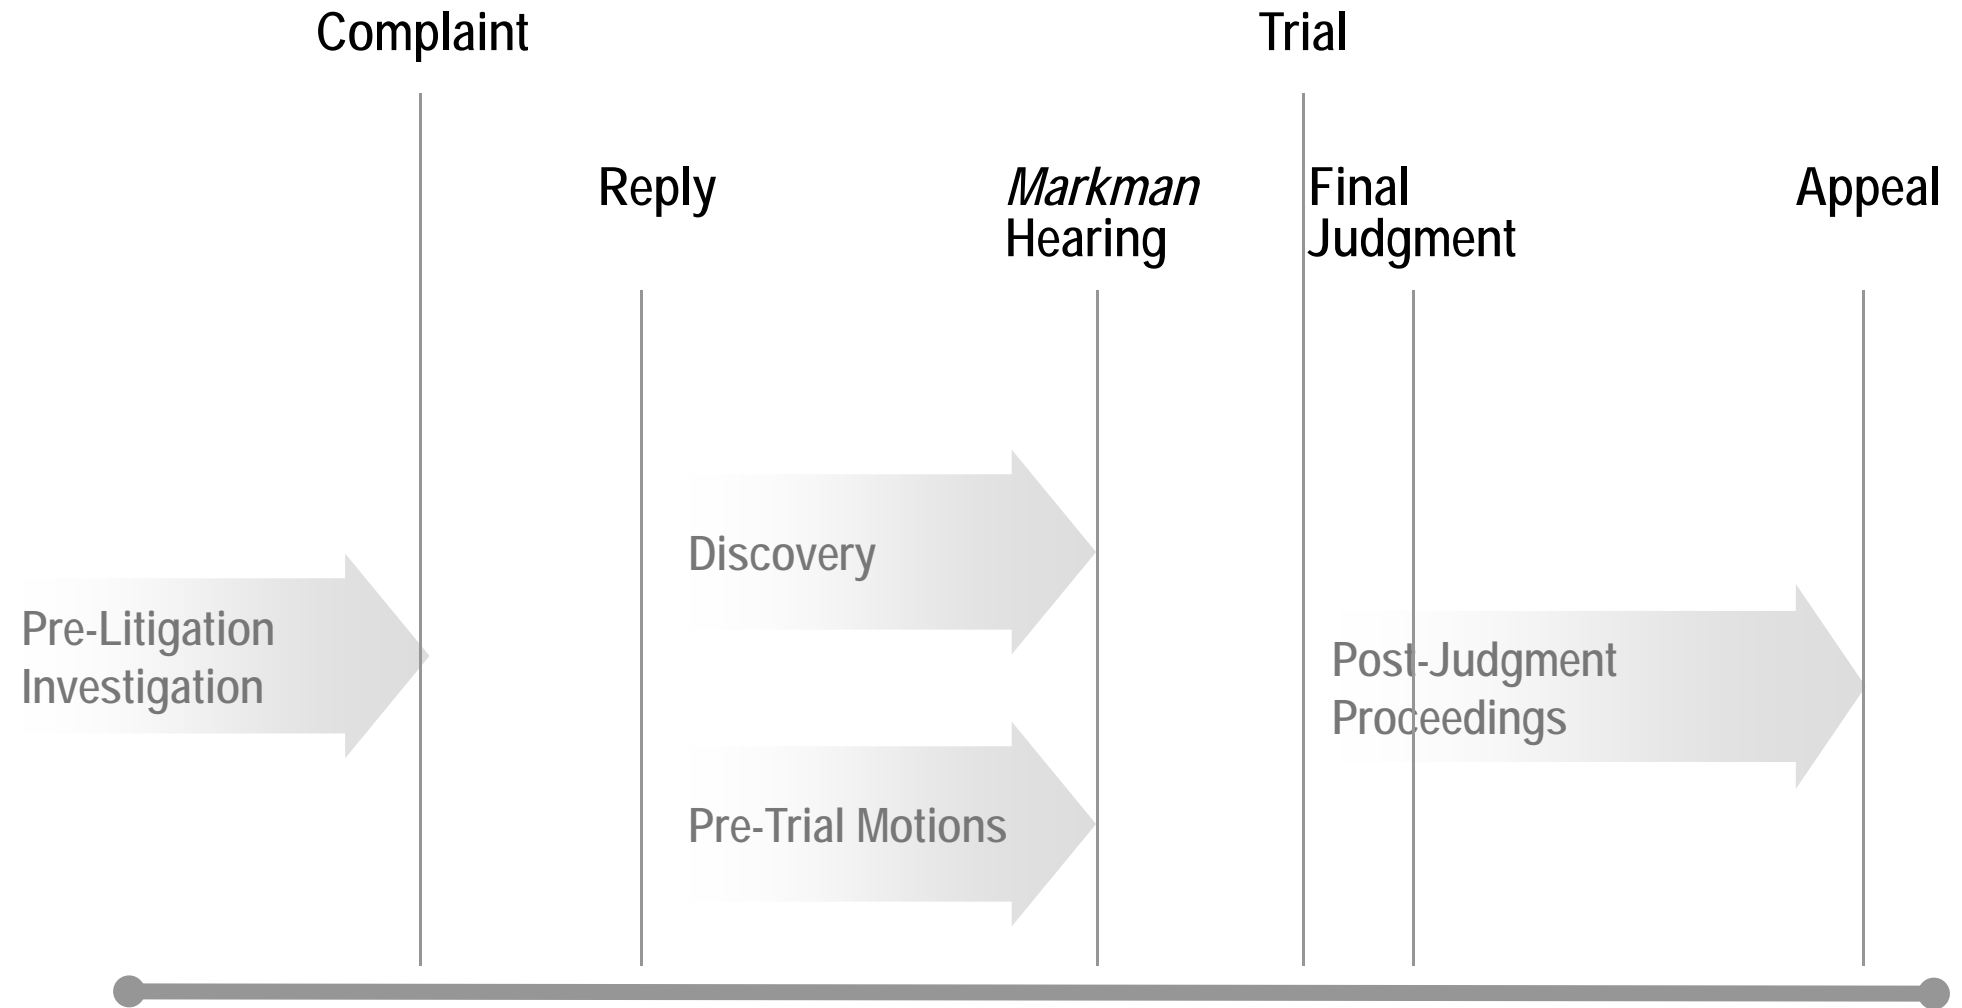 Complaint
Trial
Reply
Markman
Hearing
Final
Judgment
Appeal
Discovery
Pre-Litigation
Investigation
Post-Judgment
Proceedings
Pre-Trial Motions